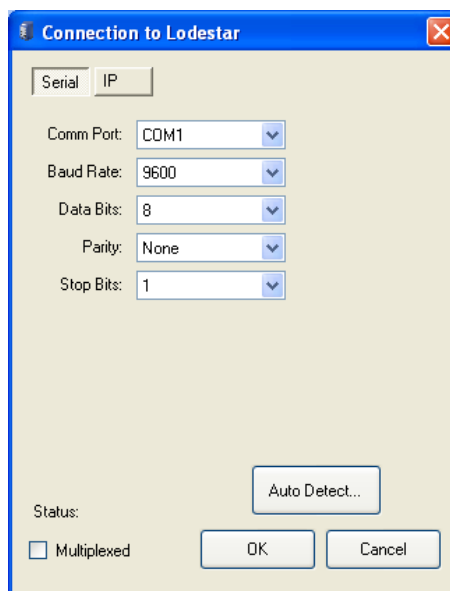 Connection to Lodestar
Serial IP
Comm Port: COM1
Baud Rate: 9600
Data Bits: 8
Parity: None
Stop Bits: 1
Auto Detect...
Status:
Multiplexed OK Cancel